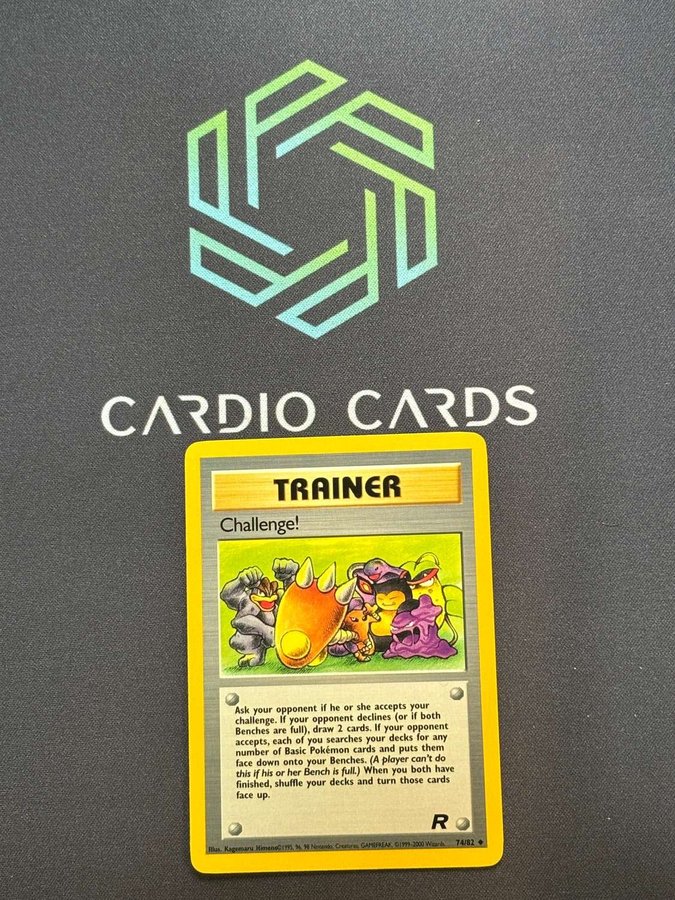 CARDIO CARDS
TRAINER
Challenge!
Ask your opponent if he or she accepts your
challenge. If your opponent declines (or if both
Benches are full), draw 2 cards. If your opponent
accepts, each of you searches your decks for any
number of Basic Pokémon cards and puts them
face down onto your Benches. (A player can't do
this if his or her Bench is full.) When you both have
finished, shuffle your decks and turn those cards
face up.
R
Illus. Kagemaru Himeno ©1995, 96, 98 Nintendo, Creatures, GAMEFREAK. ©1999-2000 Wizards. 74/82